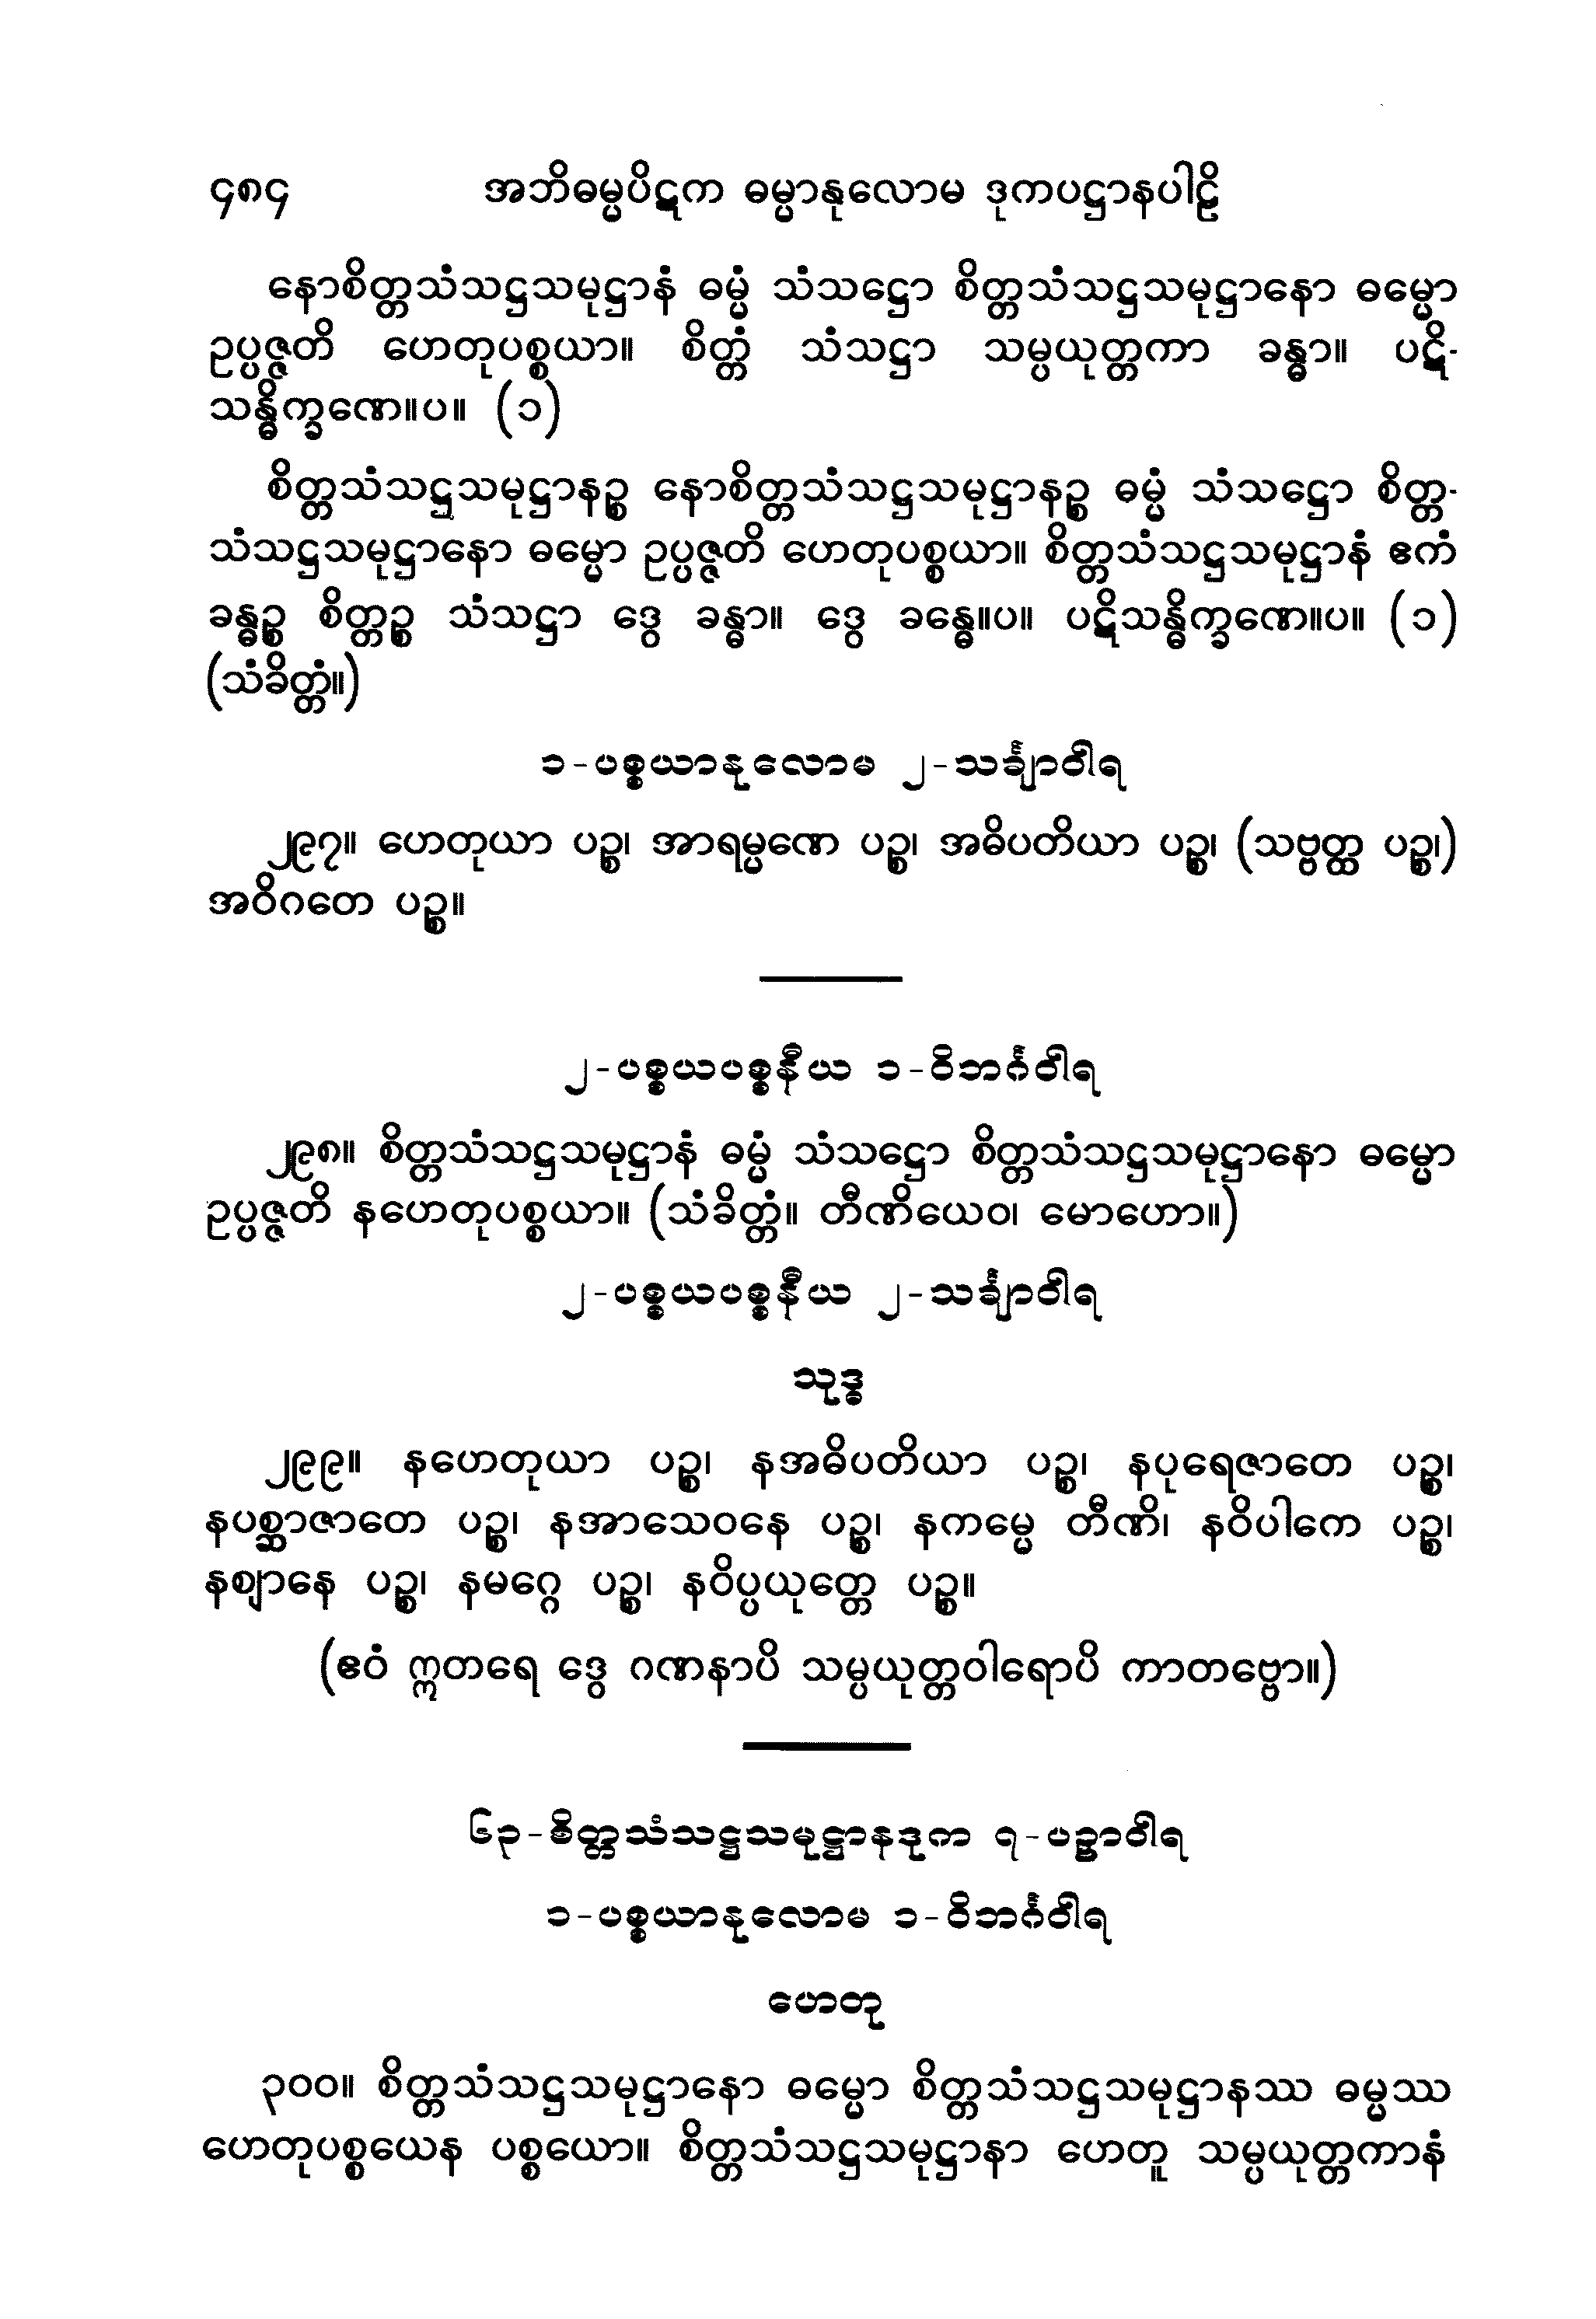 ၄၈၄ အဘိဓမ္မပိဋက ဓမ္မာနုလောမ ဒုကပဋ္ဌာနပါဠိ
နောစိတ္တသံသဋ္ဌသမုဋ္ဌာနံ ဓမ္မံ သံသဋ္ဌော စိတ္တသံသဋ္ဌသမုဋ္ဌာနော ဓမ္မော
ဥပ္ပဇ္ဇတိ ဟေတုပစ္စယာ။ စိတ္တံ သံသဋ္ဌာ သမ္ပယုတ္တကာ ခန္ဓာ။ ပဋိ-
သန္ဓိက္ခဏေ။ပ။ (၁)
စိတ္တသံသဋ္ဌသမုဋ္ဌာနဉ္စ နောစိတ္တသံသဋ္ဌသမုဋ္ဌာနဉ္စ ဓမ္မံ သံသဋ္ဌော စိတ္တ-
သံသဋ္ဌသမုဋ္ဌာနော ဓမ္မော ဥပ္ပဇ္ဇတိ ဟေတုပစ္စယာ။ စိတ္တသံသဋ္ဌသမုဋ္ဌာနံ ဧကံ
ခန္ဓဉ္စ စိတ္တဉ္စ သံသဋ္ဌာ ဒွေ ခန္ဓာ။ ဒွေ ခန္ဓေ။ပ။ ပဋိသန္ဓိက္ခဏေ။ပ။ (၁)
(သံခိတ္တံ။)
၁-ပစ္စယာနုလောမ ၂-သင်္ချာဝါရ
၂၉၇။ ဟေတုယာ ပဉ္စ၊ အာရမ္မဏေ ပဉ္စ၊ အဓိပတိယာ ပဉ္စ၊ (သဗ္ဗတ္ထ ပဉ္စ၊)
အဝိဂတေ ပဉ္စ။
၂-ပစ္စယပစ္စနီယ ၁-ဝိဘင်္ဂဝါရ
၂၉၈။ စိတ္တသံသဋ္ဌသမုဋ္ဌာနံ ဓမ္မံ သံသဋ္ဌော စိတ္တသံသဋ္ဌသမုဋ္ဌာနော ဓမ္မော
ဥပ္ပဇ္ဇတိ နဟေတုပစ္စယာ။ (သံခိတ္တံ။ တီဏိယေဝ၊ မောဟော။)
၂-ပစ္စယပစ္စနီယ ၂-သင်္ချာဝါရ
သုဒ္ဓ
၂၉၉။ နဟေတုယာ ပဉ္စ၊ နအဓိပတိယာ ပဉ္စ၊ နပုရေဇာတေ ပဉ္စ၊
နပစ္ဆာဇာတေ ပဉ္စ၊ နအာသေဝနေ ပဉ္စ၊ နကမ္မေ တီဏိ၊ နဝိပါကေ ပဉ္စ၊
နဈာနေ ပဉ္စ၊ နမဂ္ဂေ ပဉ္စ၊ နဝိပ္ပယုတ္တေ ပဉ္စ။
(ဧဝံ ဣတရေ ဒွေ ဂဏနာပိ သမ္ပယုတ္တဝါရောပိ ကာတဗ္ဗော။)
၆၃-စိတ္တသံသဋ္ဌသမုဋ္ဌာနဒုက ၇-ပဉှာဝါရ
၁-ပစ္စယာနုလောမ ၁-ဝိဘင်္ဂဝါရ
ဟေတု
၃၀၀။ စိတ္တသံသဋ္ဌသမုဋ္ဌာနော ဓမ္မော စိတ္တသံသဋ္ဌသမုဋ္ဌာနဿ ဓမ္မဿ
ဟေတုပစ္စယေန ပစ္စယော။ စိတ္တသံသဋ္ဌသမုဋ္ဌာနာ ဟေတူ သမ္ပယုတ္တကာနံ